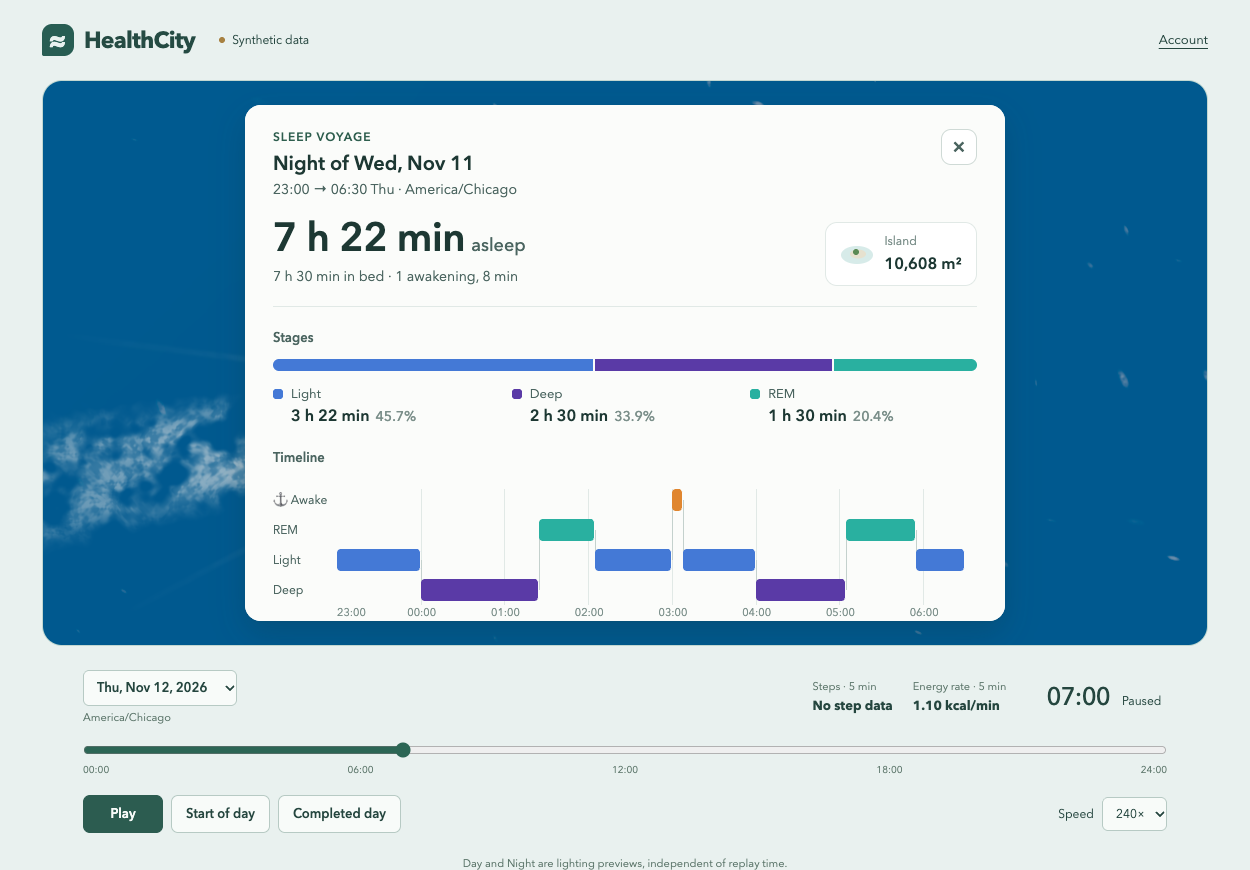 HealthCity
Synthetic data
Account
SLEEP VOYAGE
Night of Wed, Nov 11
23:00 → 06:30 Thu · America/Chicago
7 h 22 min asleep
7 h 30 min in bed · 1 awakening, 8 min
Island
10,608 m²
Stages
Light
3 h 22 min 45.7%
Deep
2 h 30 min 33.9%
REM
1 h 30 min 20.4%
Timeline
Awake
REM
Light
Deep
23:00 00:00 01:00 02:00 03:00 04:00 05:00 06:00
Thu, Nov 12, 2026
America/Chicago
Steps · 5 min
No step data
Energy rate · 5 min
1.10 kcal/min
07:00 Paused
00:00 06:00 12:00 18:00 24:00
Play Start of day Completed day
Speed 240×
Day and Night are lighting previews, independent of replay time.